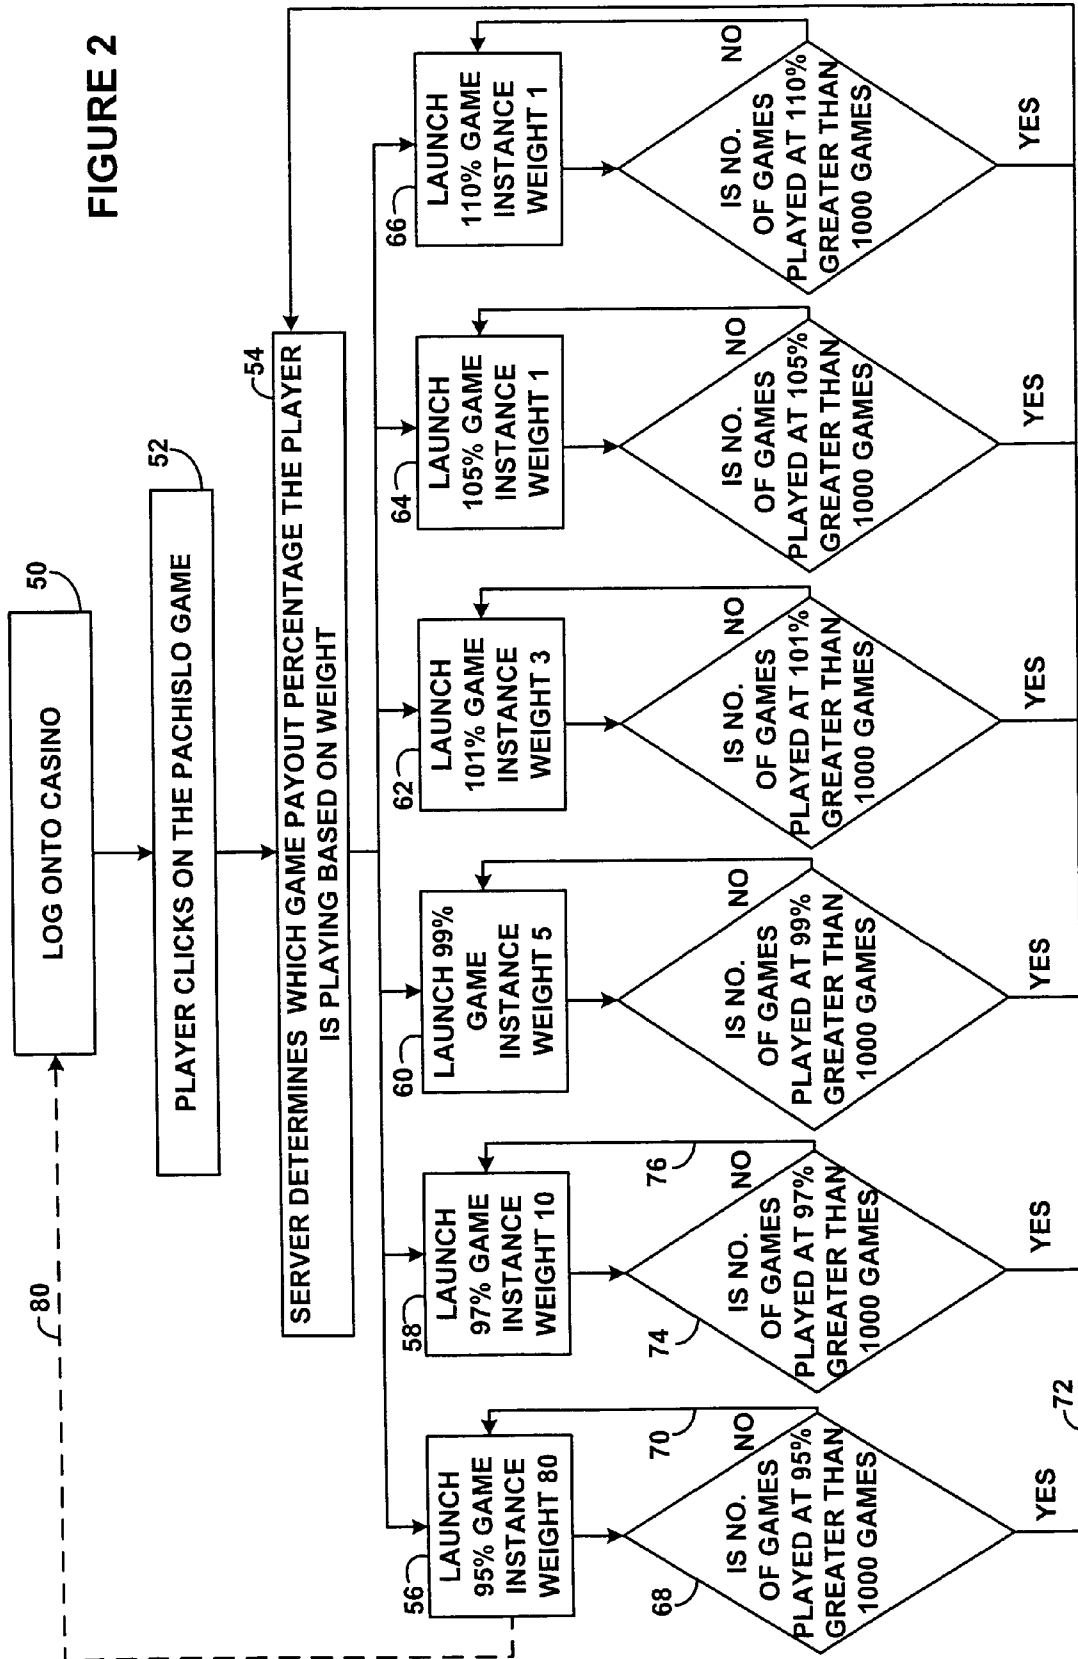 FIGURE 2
LOG ONTO CASINO
50
PLAYER CLICKS ON THE PACHISLO GAME
52
SERVER DETERMINES WHICH GAME PAYOUT PERCENTAGE THE PLAYER
IS PLAYING BASED ON WEIGHT
54
80
56
LAUNCH
95% GAME
INSTANCE
WEIGHT 80
58
LAUNCH
97% GAME
INSTANCE
WEIGHT 10
60
LAUNCH 99%
GAME
INSTANCE
WEIGHT 5
62
LAUNCH
101% GAME
INSTANCE
WEIGHT 3
64
LAUNCH
105% GAME
INSTANCE
WEIGHT 1
66
LAUNCH
110% GAME
INSTANCE
WEIGHT 1
68
IS NO.
OF GAMES
PLAYED AT 95%
GREATER THAN
1000 GAMES
NO
70
YES
72
74
IS NO.
OF GAMES
PLAYED AT 97%
GREATER THAN
1000 GAMES
NO
76
YES
IS NO.
OF GAMES
PLAYED AT 99%
GREATER THAN
1000 GAMES
NO
YES
IS NO.
OF GAMES
PLAYED AT 101%
GREATER THAN
1000 GAMES
NO
YES
IS NO.
OF GAMES
PLAYED AT 105%
GREATER THAN
1000 GAMES
NO
YES
IS NO.
OF GAMES
PLAYED AT 110%
GREATER THAN
1000 GAMES
NO
YES